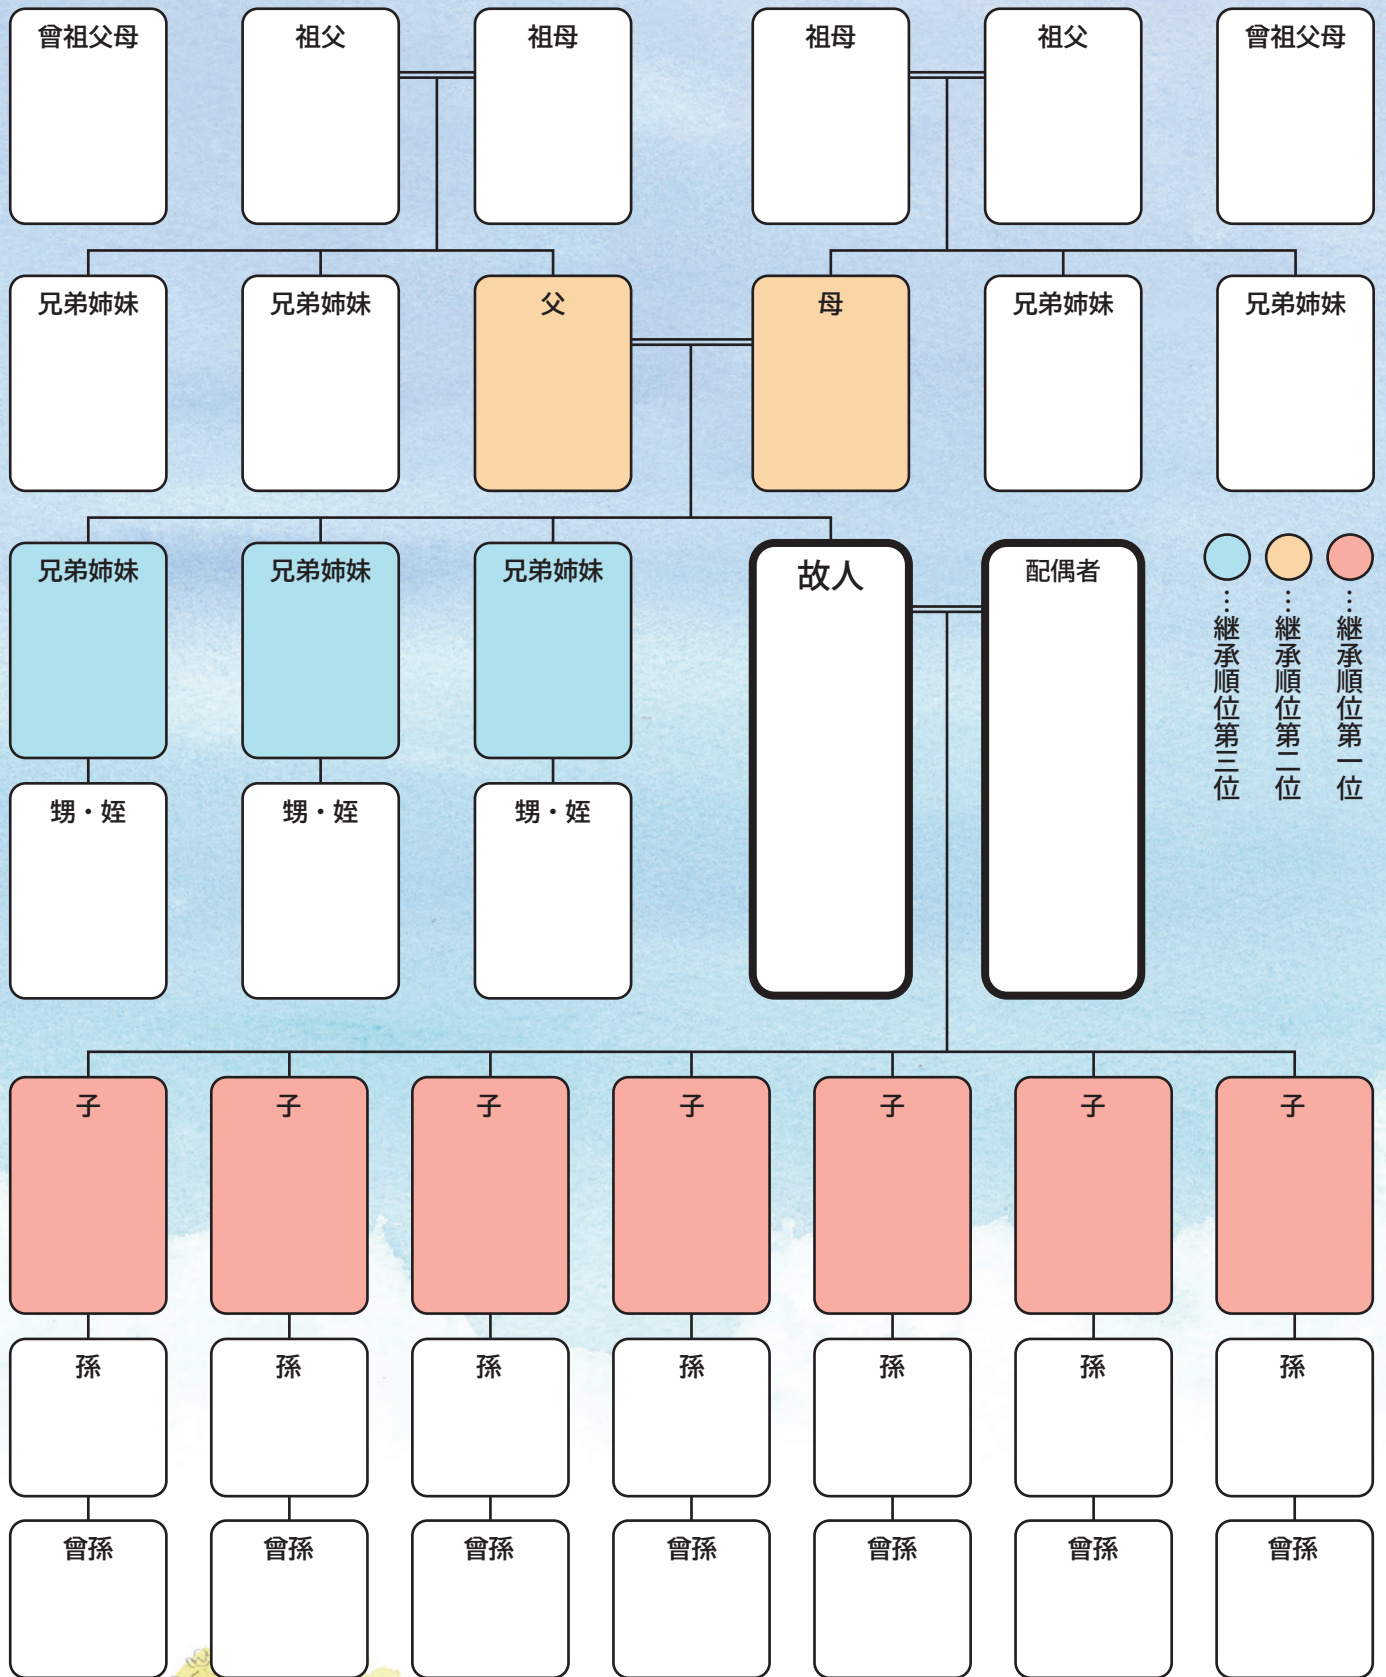 曾祖父母
祖父
祖母
祖母
祖父
曾祖父母
兄弟姉妹
兄弟姉妹
父
母
兄弟姉妹
兄弟姉妹
兄弟姉妹
兄弟姉妹
兄弟姉妹
故人
配偶者
…継承順位第一位
…継承順位第二位
…継承順位第三位
甥・姪
甥・姪
甥・姪
子
子
子
子
子
子
子
孫
孫
孫
孫
孫
孫
孫
曾孫
曾孫
曾孫
曾孫
曾孫
曾孫
曾孫